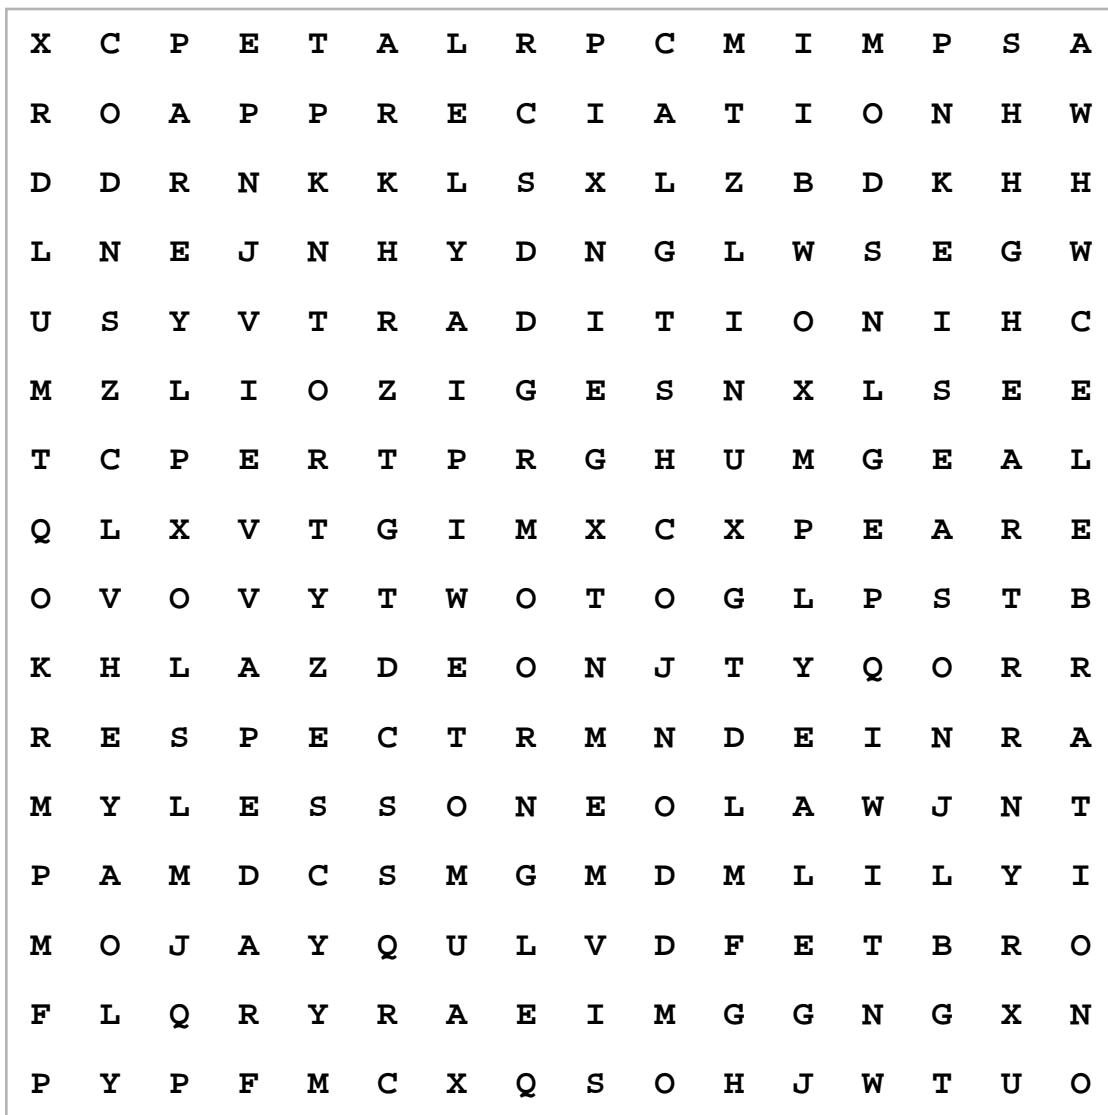 X C P E T A L R P C M I M P S A
R O A P P R E C I A T I O N H W
D D R N K K L S X L Z B D K H H
L N E J N H Y D N G L W S E G W
U S Y V T R A D I T I O N I H C
M Z L I O Z I G E S N X L S E E
T C P E R T P R G H U M G E A L
Q L X V T G I M X C X P E A R E
O V O V Y T W O T O G L P S T B
K H L A Z D E O N J T Y Q O R R
R E S P E C T R M N D E I N R A
M Y L E S S O N E O L A W J N T
P A M D C S M G M D M L I L Y I
M O J A Y Q U L V D F E T B R O
F L Q R Y R A E I M G G N G X N
P Y P F M C X Q S O H J W T U O